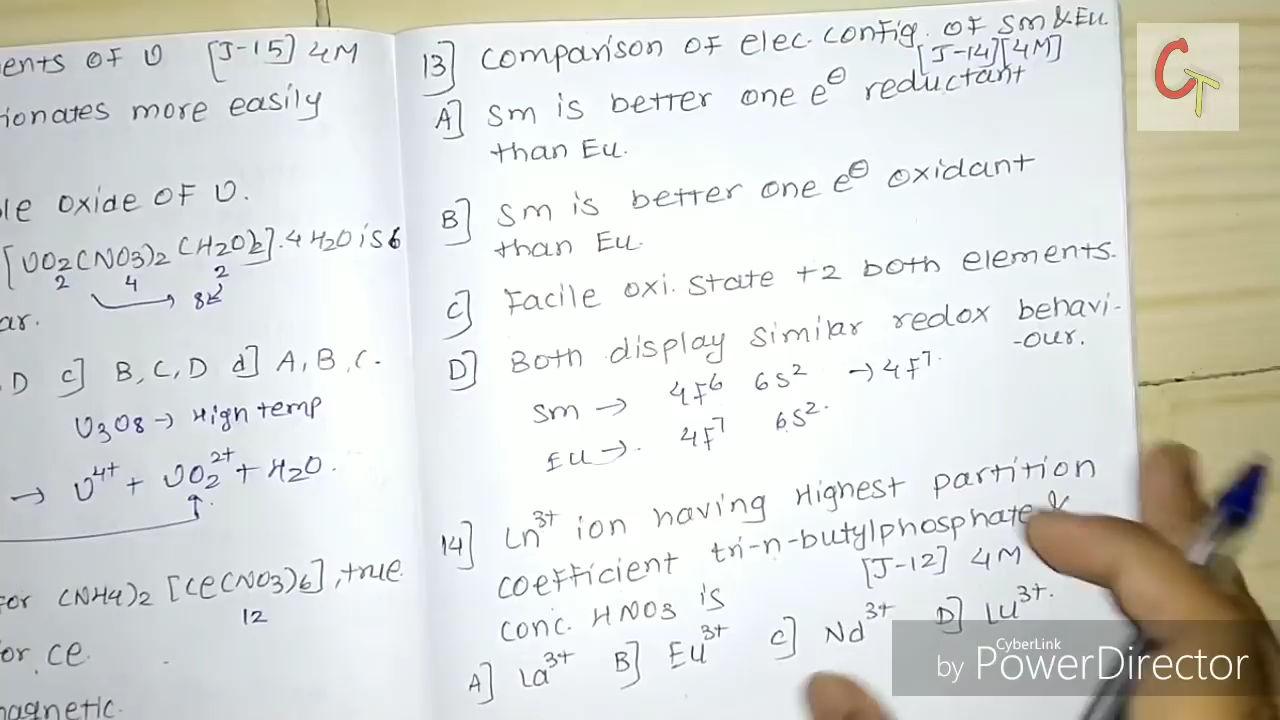 ents of U [J-15] 4M
ionates more easily
le oxide of U.
[UO2(NO3)2(H2O)2].4H2O is 6
2 4 2
8
ar.
D c] B, C, D d] A, B, C.
U3O8 → High temp
→ U4+ + UO2 2+ + H2O.
For (NH4)2 [Ce(NO3)6], true
12
or Ce
magnetic.
13] Comparison of elec. config. of Sm & Eu
[J-14] [4M]
A] Sm is better one e⊖ reductant
than Eu.
B] Sm is better one e⊖ oxidant
than Eu.
C] Facile oxi. state +2 both elements.
D] Both display similar redox behavi-
-our.
Sm → 4F6 6S2 → 4F7.
Eu → 4F7 6S2.
14] Ln3+ ion having Highest partition
coefficient tri-n-butylphosphate &
conc. HNO3 is [J-12] 4M
A] La3+ B] Eu3+ C] Nd3+ D] Lu3+.
CT
CyberLink
by PowerDirector